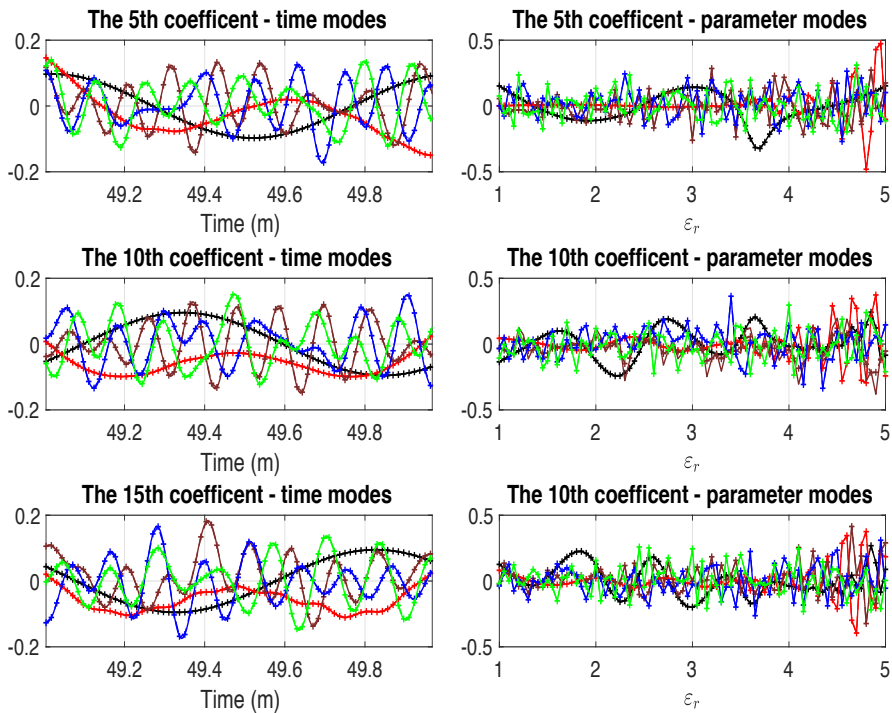 The 5th coefficent - time modes
The 5th coefficent - parameter modes
0.2
0
-0.2
49.2 49.4 49.6 49.8
Time (m)
0.5
0
-0.5
1 2 3 4 5
εr
The 10th coefficent - time modes
The 10th coefficent - parameter modes
0.2
0
-0.2
49.2 49.4 49.6 49.8
Time (m)
0.5
0
-0.5
1 2 3 4 5
εr
The 15th coefficent - time modes
The 10th coefficent - parameter modes
0.2
0
-0.2
49.2 49.4 49.6 49.8
Time (m)
0.5
0
-0.5
1 2 3 4 5
εr